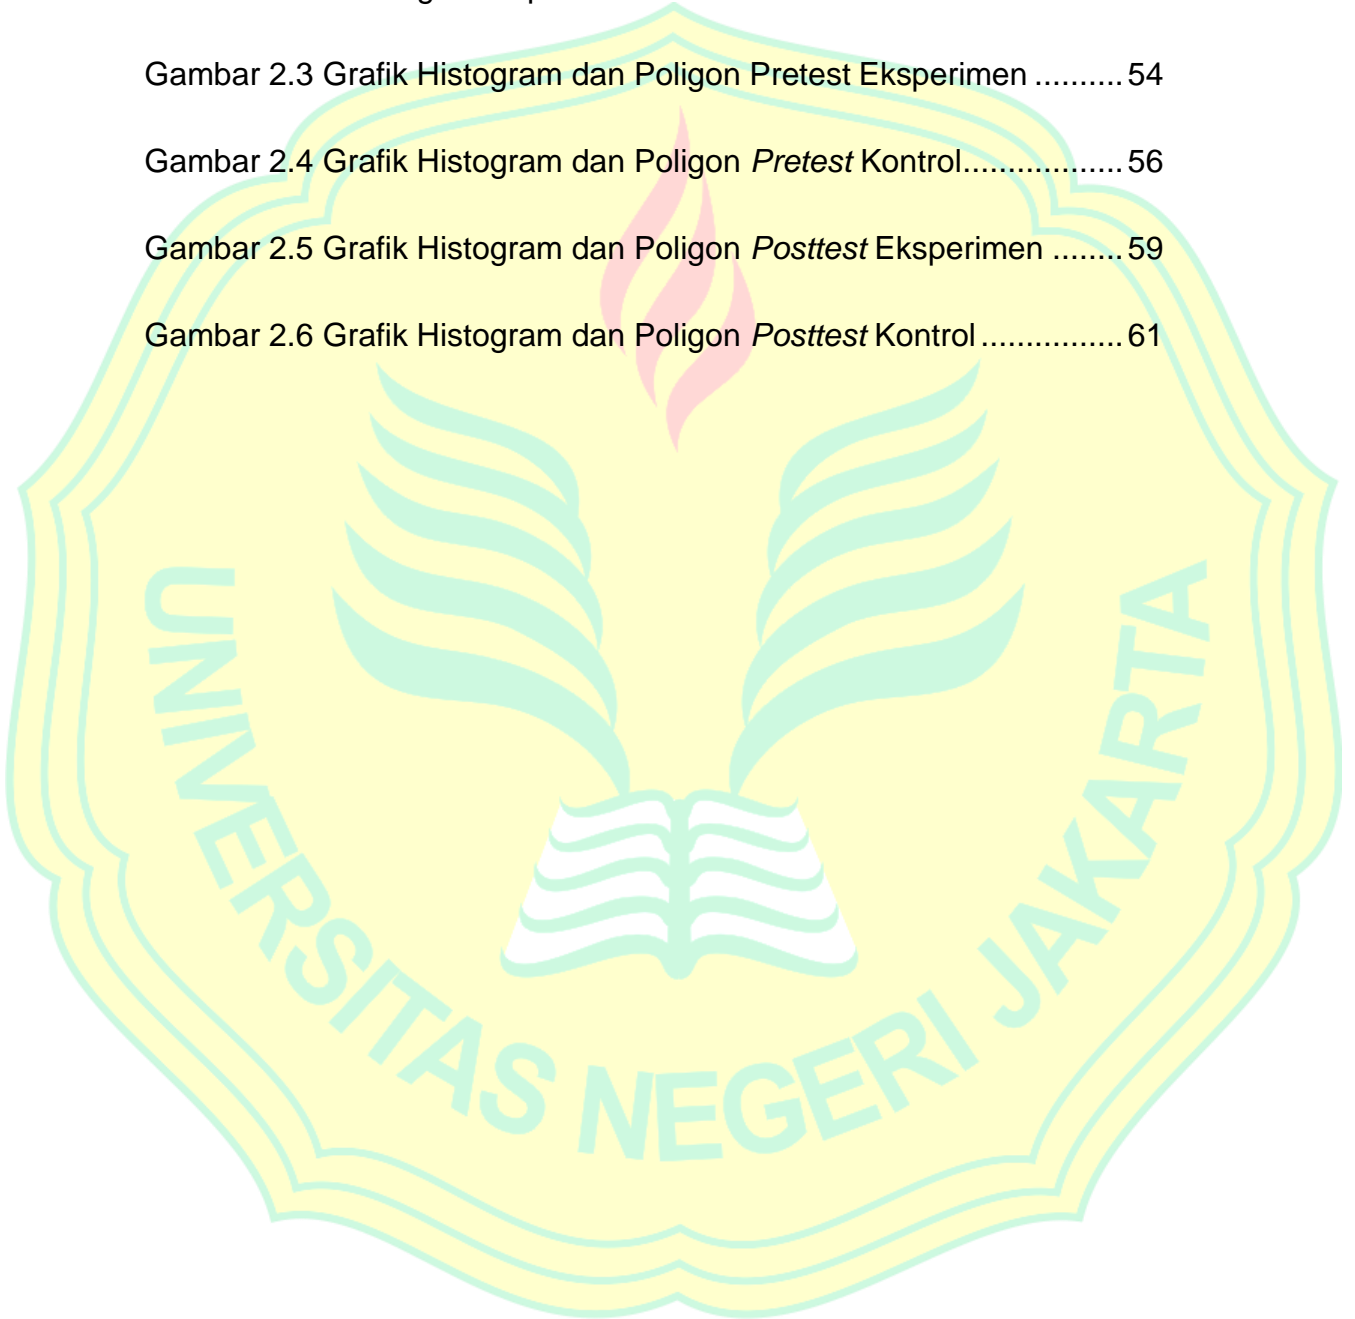 Gambar 2.3 Grafik Histogram dan Poligon Pretest Eksperimen .......... 54
Gambar 2.4 Grafik Histogram dan Poligon Pretest Kontrol.................. 56
Gambar 2.5 Grafik Histogram dan Poligon Posttest Eksperimen ........ 59
Gambar 2.6 Grafik Histogram dan Poligon Posttest Kontrol ................ 61
UNIVERSITAS NEGERI JAKARTA